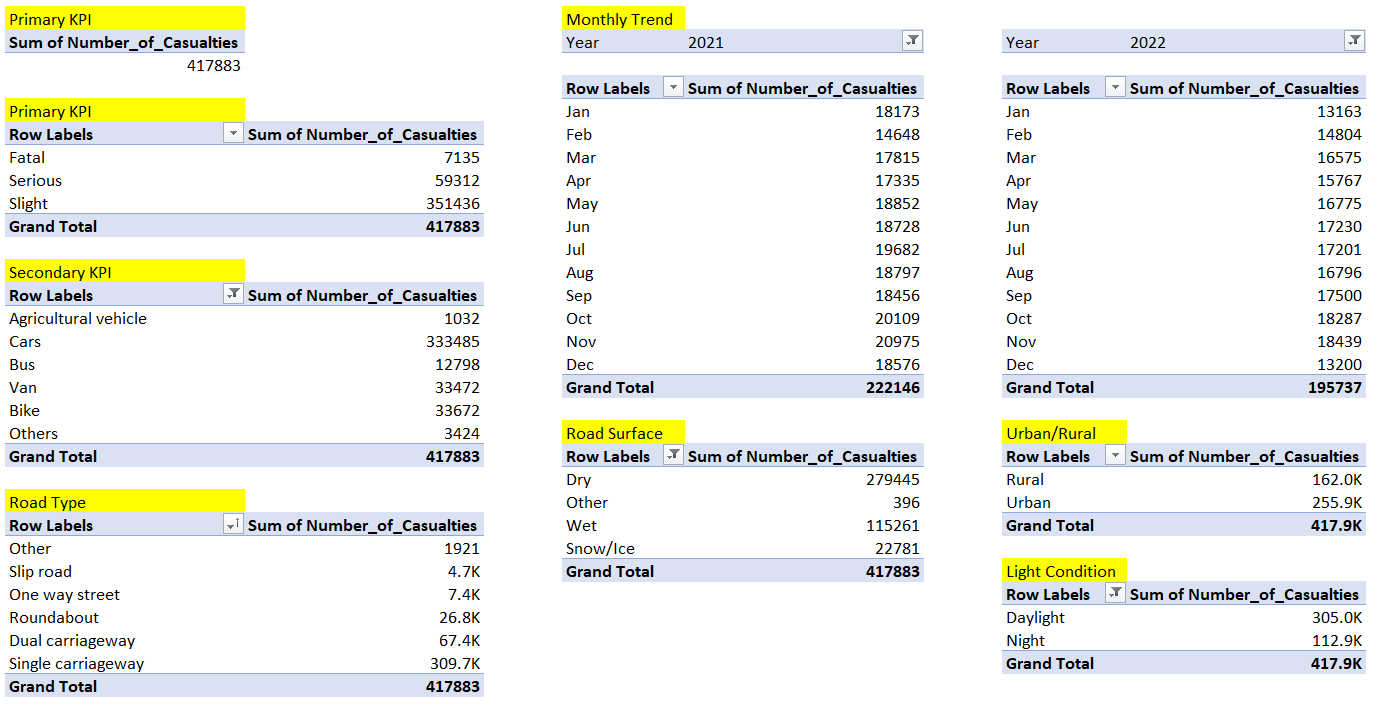 Primary KPI
Sum of Number_of_Casualties
417883
Primary KPI
Row Labels Sum of Number_of_Casualties
Fatal 7135
Serious 59312
Slight 351436
Grand Total 417883
Secondary KPI
Row Labels Sum of Number_of_Casualties
Agricultural vehicle 1032
Cars 333485
Bus 12798
Van 33472
Bike 33672
Others 3424
Grand Total 417883
Road Type
Row Labels Sum of Number_of_Casualties
Other 1921
Slip road 4.7K
One way street 7.4K
Roundabout 26.8K
Dual carriageway 67.4K
Single carriageway 309.7K
Grand Total 417883
Monthly Trend
Year 2021
Row Labels Sum of Number_of_Casualties
Jan 18173
Feb 14648
Mar 17815
Apr 17335
May 18852
Jun 18728
Jul 19682
Aug 18797
Sep 18456
Oct 20109
Nov 20975
Dec 18576
Grand Total 222146
Road Surface
Row Labels Sum of Number_of_Casualties
Dry 279445
Other 396
Wet 115261
Snow/Ice 22781
Grand Total 417883
Year 2022
Row Labels Sum of Number_of_Casualties
Jan 13163
Feb 14804
Mar 16575
Apr 15767
May 16775
Jun 17230
Jul 17201
Aug 16796
Sep 17500
Oct 18287
Nov 18439
Dec 13200
Grand Total 195737
Urban/Rural
Row Labels Sum of Number_of_Casualties
Rural 162.0K
Urban 255.9K
Grand Total 417.9K
Light Condition
Row Labels Sum of Number_of_Casualties
Daylight 305.0K
Night 112.9K
Grand Total 417.9K